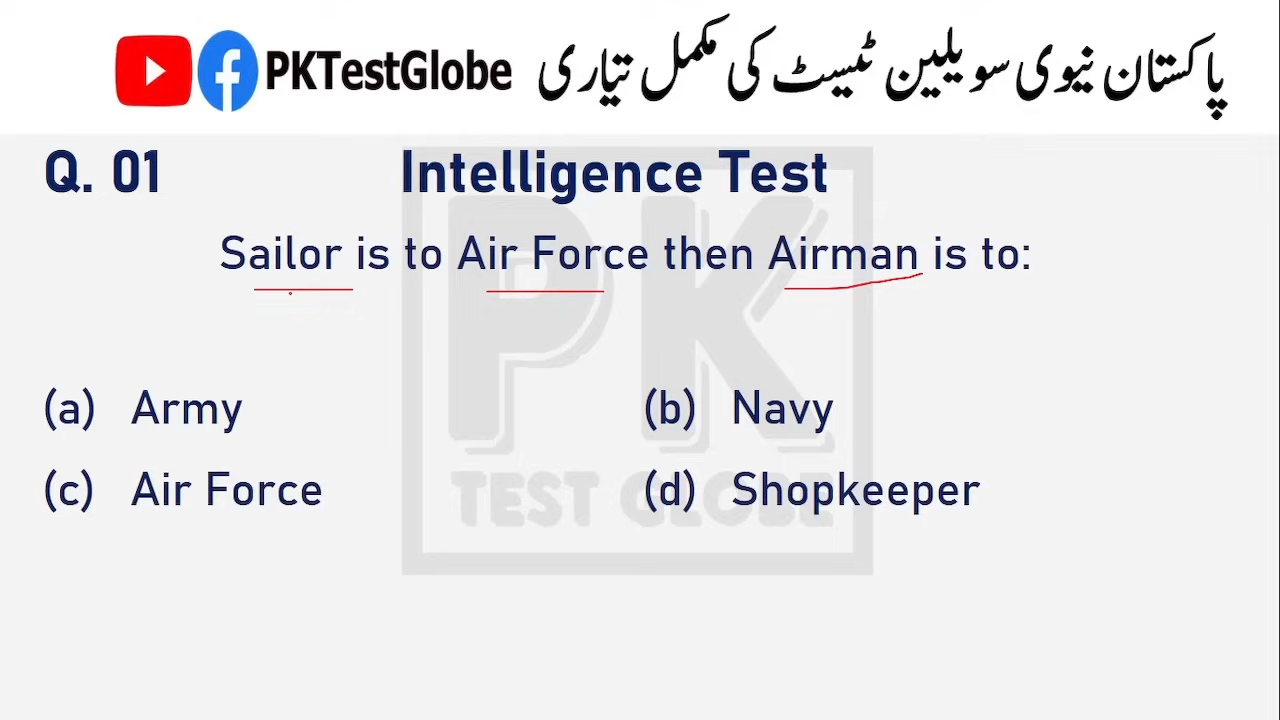 PKTestGlobe پاکستان نیوی سویلین ٹیسٹ کی مکمل تیاری
Q. 01 Intelligence Test
Sailor is to Air Force then Airman is to:
(a) Army (b) Navy
(c) Air Force (d) Shopkeeper
PK
TEST GLOBE